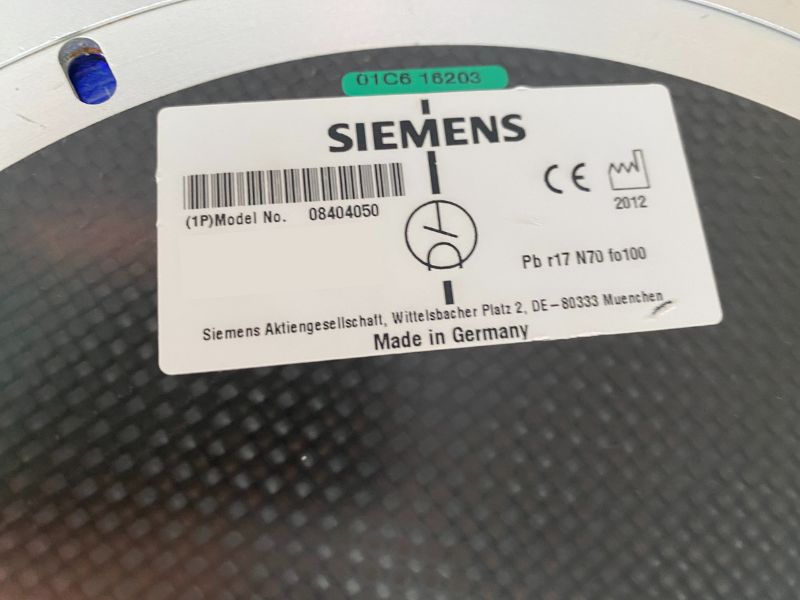 01C6 16203
SIEMENS
(1P)Model No. 08404050
2012
Pb r17 N70 fo100
Siemens Aktiengesellschaft, Wittelsbacher Platz 2, DE-80333 Muenchen
Made in Germany